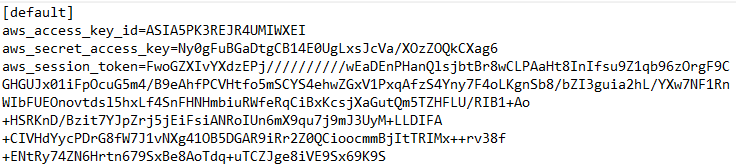 [default]
aws_access_key_id=ASIA5PK3REJR4UMIWXEI
aws_secret_access_key=Ny0gFuBGaDtgCB14E0UgLxsJcVa/XOzZOQkCXag6
aws_session_token=FwoGZXIvYXdzEPj//////////wEaDEnPHanQlsjbtBr8wCLPAaHt8InIfsu9Z1qb96zOrgF9C
GHGUJx01iFpOcuG5m4/B9eAhfPCVHtfo5mSCYS4ehwZGxV1PxqAfzS4Yny7F4oLKgnSb8/bZI3guia2hL/YXw7NF1Rn
WIbFUEOnovtdsl5hxLf4SnFHNHmbiuRWfeRqCiBxKcsjXaGutQm5TZHFLU/RIB1+Ao
+HSRKnD/Bzit7YJpZrj5jEiFsiANRoIUn6mX9qu7j9mJ3UyM+LLDIFA
+CIVHdYycPDrG8fW7J1vNXg41OB5DGAR9iRr2Z0QCioocmmBjItTRIMx++rv38f
+ENtRy74ZN6Hrtn679SxBe8AoTdq+uTCZJge8iVE9Sx69K9S